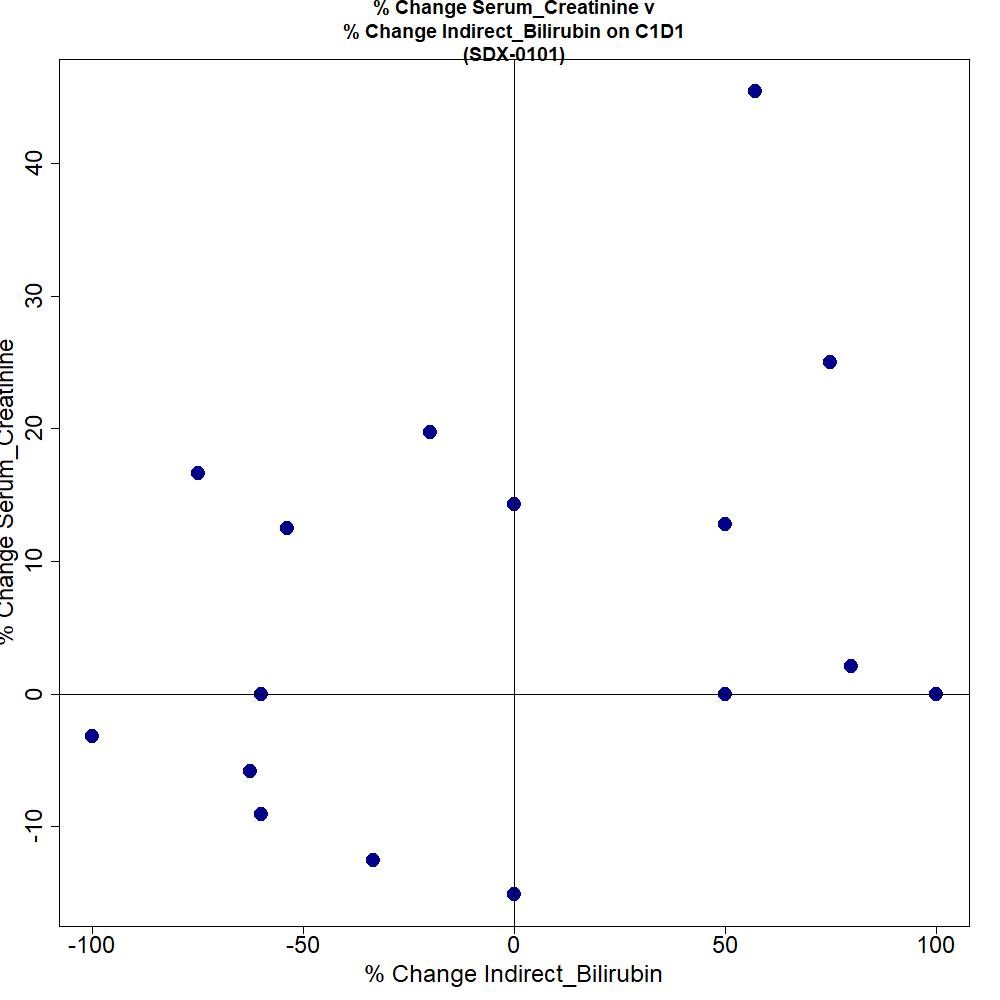 % Change Serum_Creatinine v
% Change Indirect_Bilirubin on C1D1
(SDX-0101)
% Change Serum_Creatinine
40
30
20
10
0
-10
-100
-50
0
50
100
% Change Indirect_Bilirubin